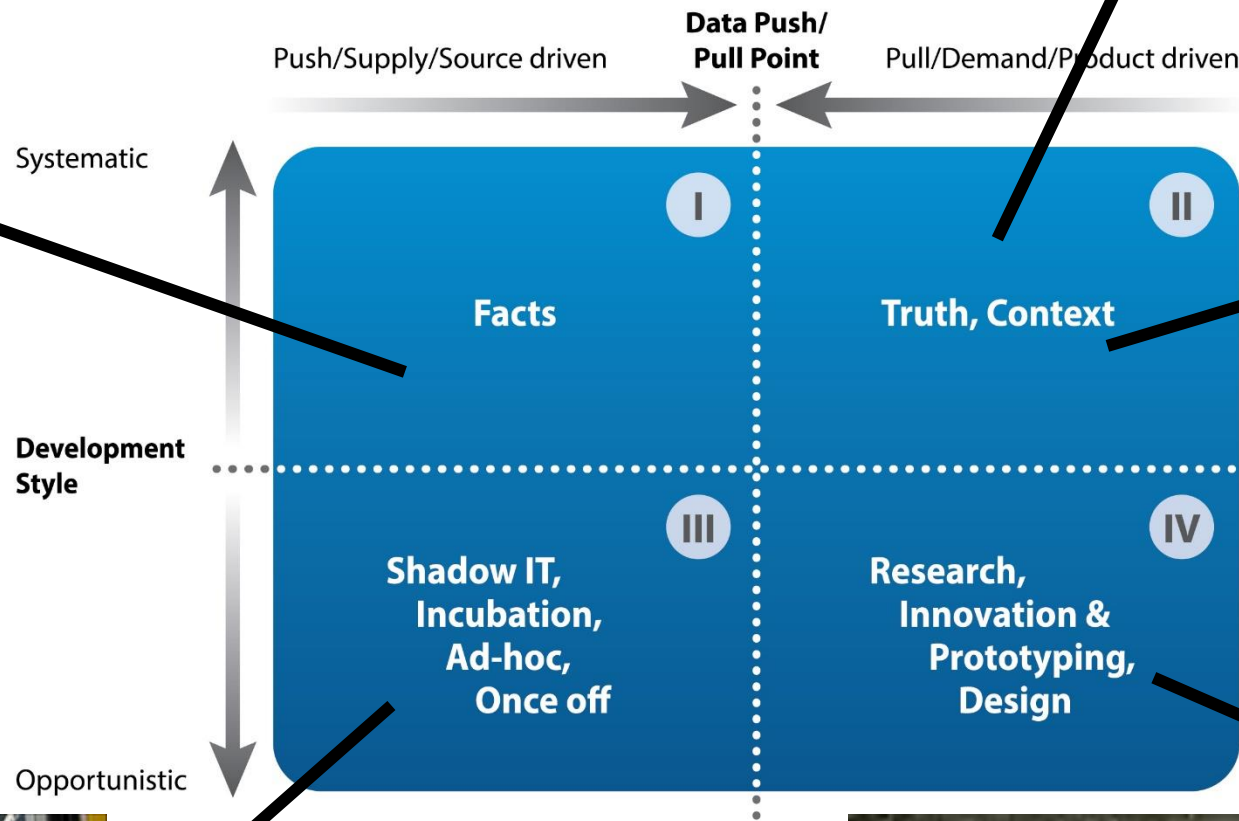 Data Push/
Push/Supply/Source driven
Pull Point
Pull/Demand/Product driven
Systematic
I
II
Facts
Truth, Context
Development
Style
III
IV
Shadow IT,
Incubation,
Ad-hoc,
Once off
Research,
Innovation &
Prototyping,
Design
Opportunistic